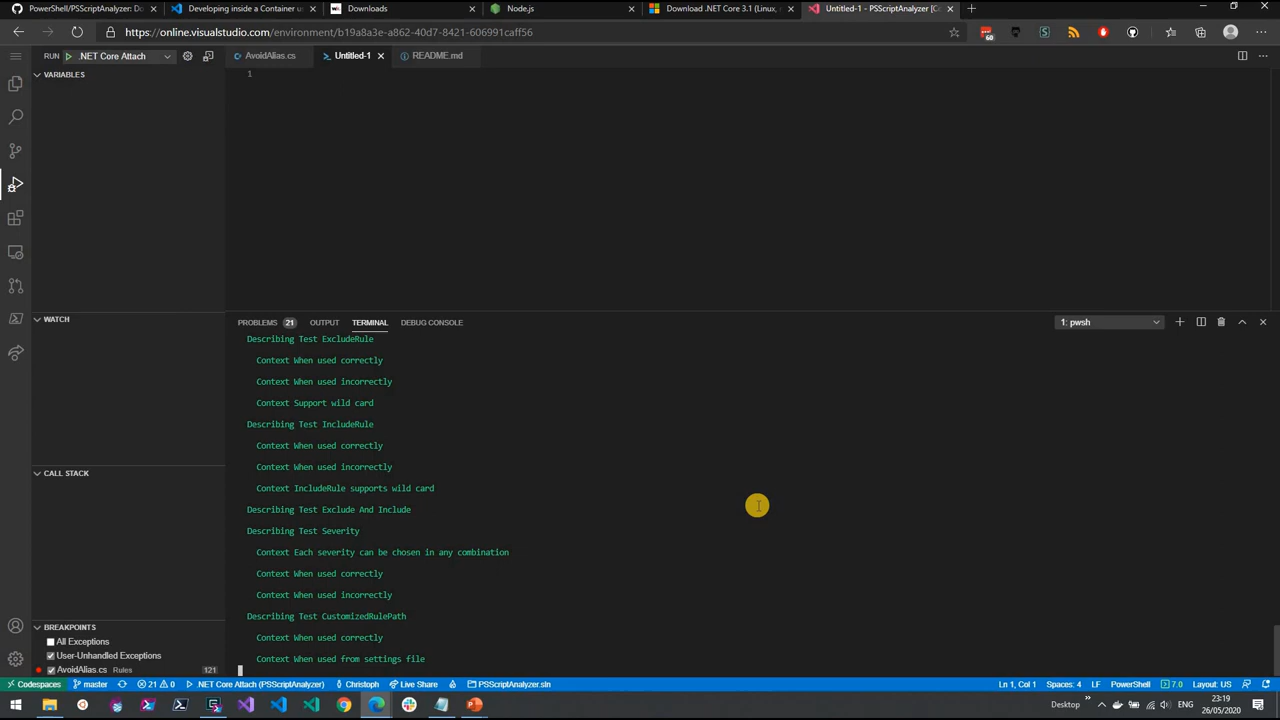 PowerShell/PSScriptAnalyzer: Do
Developing inside a Container us
Downloads
Node.js
Download .NET Core 3.1 (Linux,
Untitled-1 - PSScriptAnalyzer [Co
https://online.visualstudio.com/environment/b19a8a3e-a862-40d7-8421-606991caff56
60
RUN .NET Core Attach
AvoidAlias.cs
Untitled-1
README.md
VARIABLES
1
WATCH
CALL STACK
BREAKPOINTS
All Exceptions
User-Unhandled Exceptions
AvoidAlias.cs Rules 121
PROBLEMS 21 OUTPUT TERMINAL DEBUG CONSOLE
1: pwsh
Describing Test ExcludeRule
Context When used correctly
Context When used incorrectly
Context Support wild card
Describing Test IncludeRule
Context When used correctly
Context When used incorrectly
Context IncludeRule supports wild card
Describing Test Exclude And Include
Describing Test Severity
Context Each severity can be chosen in any combination
Context When used correctly
Context When used incorrectly
Describing Test CustomizedRulePath
Context When used correctly
Context When used from settings file
Codespaces master 21 0 .NET Core Attach (PSScriptAnalyzer) Christoph Live Share PSScriptAnalyzer.sln Ln 1, Col 1 Spaces: 4 LF PowerShell 7.0 Layout: US
Desktop ENG 23:19
26/05/2020